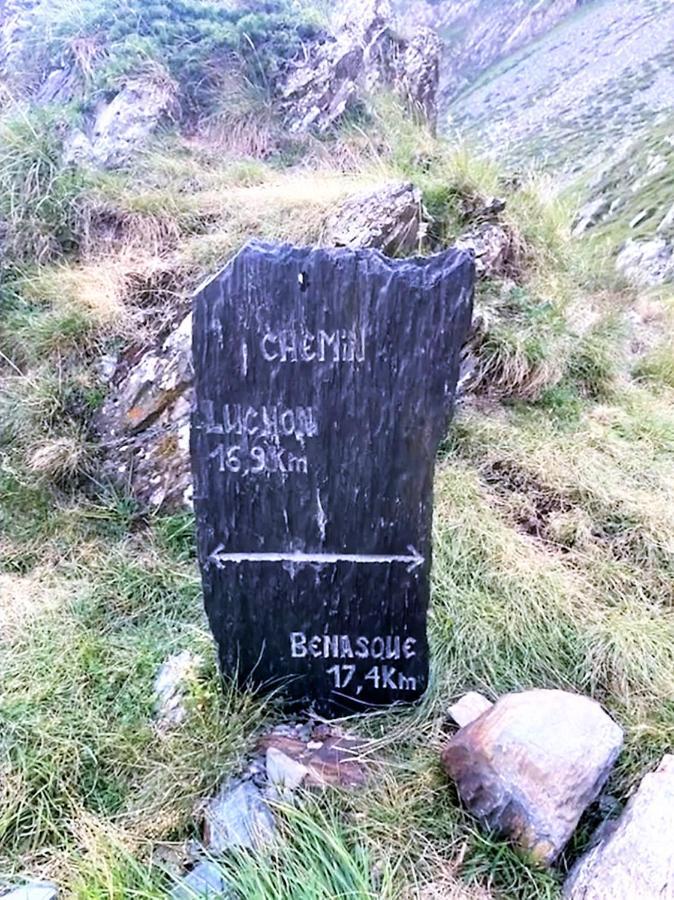 CHEMIN
LUCHON
16,9Km
BENASQUE
17,4Km